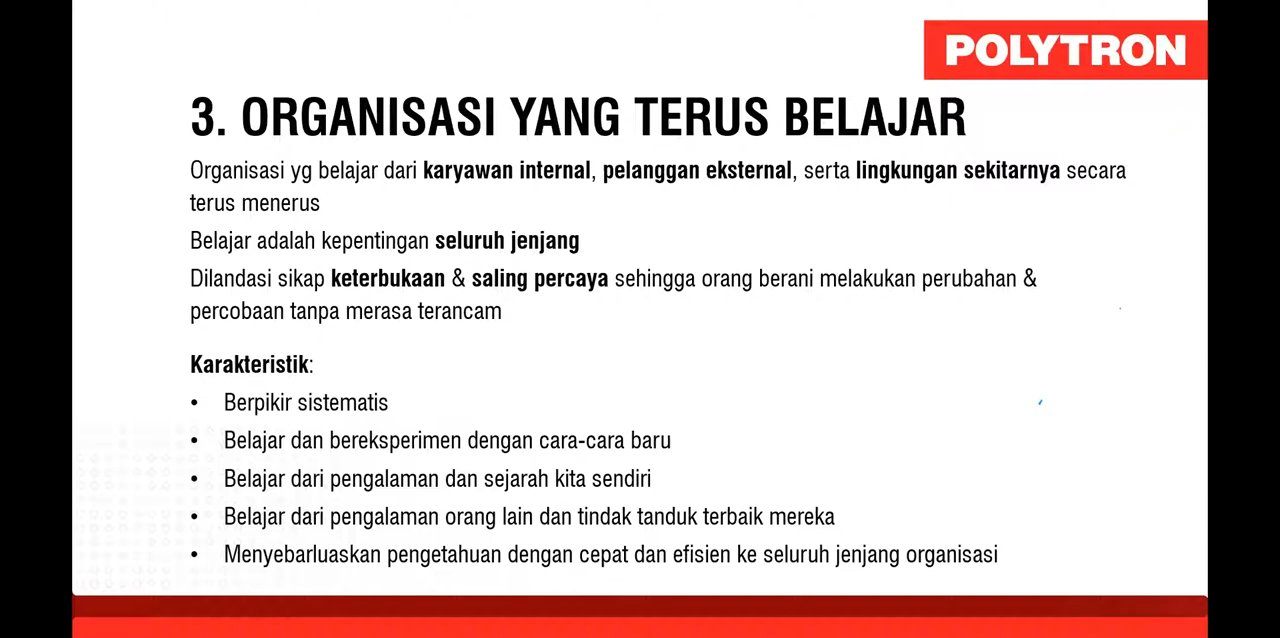 POLYTRON
3. ORGANISASI YANG TERUS BELAJAR
Organisasi yg belajar dari karyawan internal, pelanggan eksternal, serta lingkungan sekitarnya secara
terus menerus
Belajar adalah kepentingan seluruh jenjang
Dilandasi sikap keterbukaan & saling percaya sehingga orang berani melakukan perubahan &
percobaan tanpa merasa terancam
Karakteristik:
• Berpikir sistematis
• Belajar dan bereksperimen dengan cara-cara baru
• Belajar dari pengalaman dan sejarah kita sendiri
• Belajar dari pengalaman orang lain dan tindak tanduk terbaik mereka
• Menyebarluaskan pengetahuan dengan cepat dan efisien ke seluruh jenjang organisasi